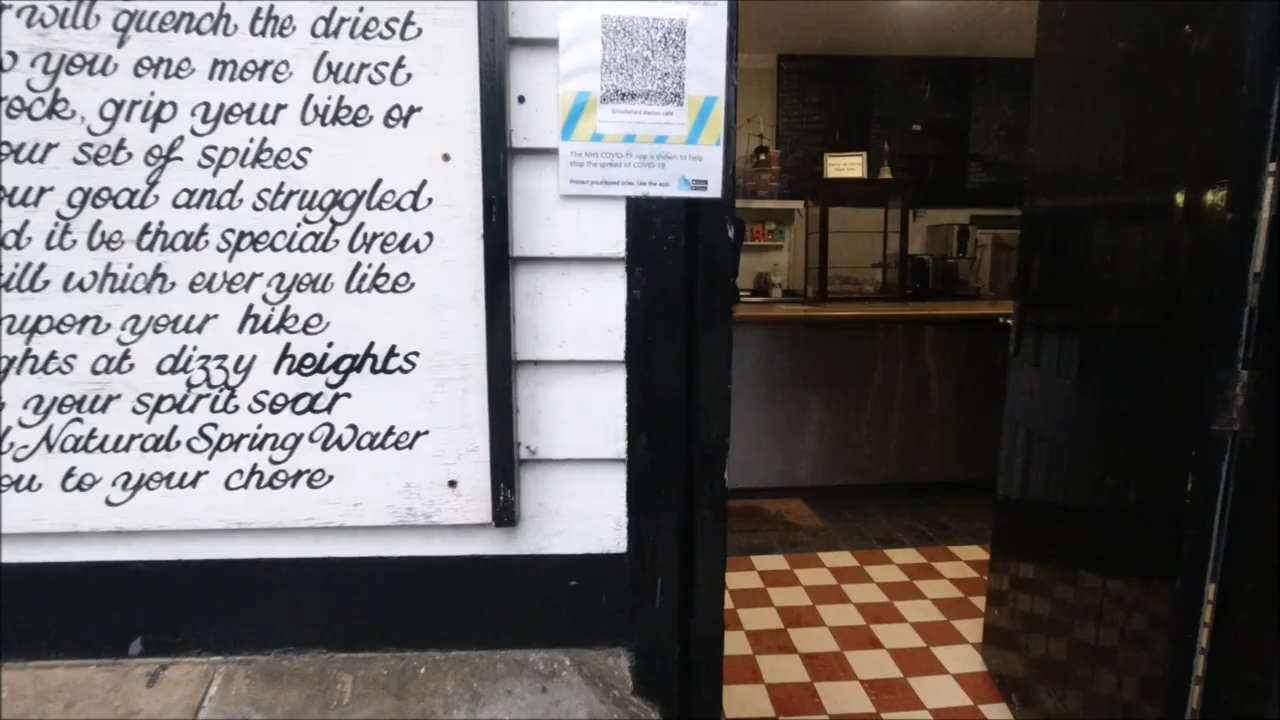 will quench the driest
you one more burst
rock, grip your bike or
our set of spikes
our goal and struggled
d it be that special brew
ill which ever you like
upon your hike
ghts at dizzy heights
your spirit soar
l Natural Spring Water
ou to your chore
Grindleford station café
The NHS COVID-19 app is shown to help
stop the spread of COVID-19.
Protect your loved ones. Use the app.